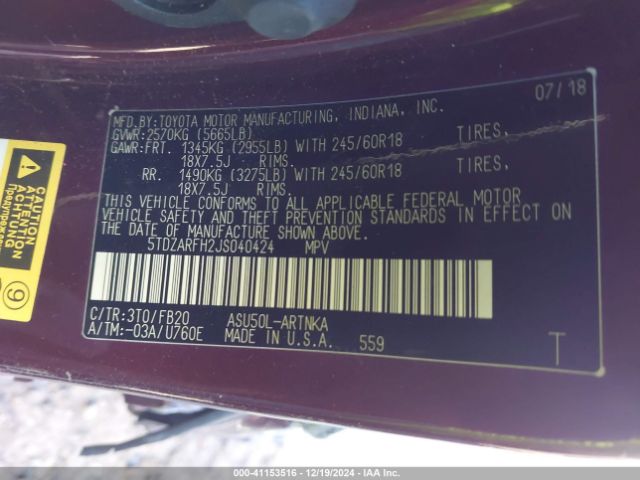 07/18
MFD.BY:TOYOTA MOTOR MANUFACTURING, INDIANA, INC.
GVWR:2570KG (5665LB)
GAWR:FRT. 1345KG (2955LB) WITH 245/60R18 TIRES,
18X7.5J RIMS.
RR. 1490KG (3275LB) WITH 245/60R18 TIRES,
18X7.5J RIMS.
THIS VEHICLE CONFORMS TO ALL APPLICABLE FEDERAL MOTOR
VEHICLE SAFETY AND THEFT PREVENTION STANDARDS IN EFFECT ON
THE DATE OF MANUFACTURE SHOWN ABOVE.
5TDZARFH2JS040424 MPV
C/TR:3T0/FB20 ASU50L-ARTNKA
A/TM:-03A/U760E MADE IN U.S.A. 559
T
CAUTION
ATTENTION
ACHTUNG
Предупреждение
9
000-41153516 - 12/19/2024 - IAA Inc.